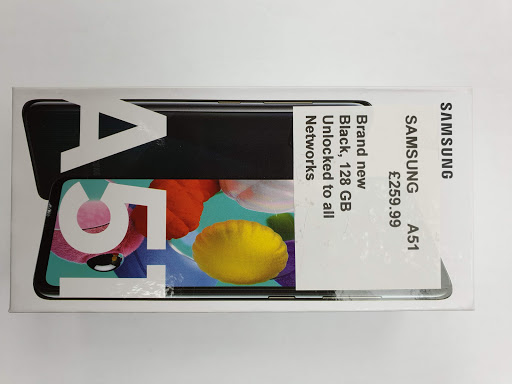 SAMSUNG
SAMSUNG A51
£259.99
Brand new
Black, 128 GB
Unlocked to all
Networks
A51